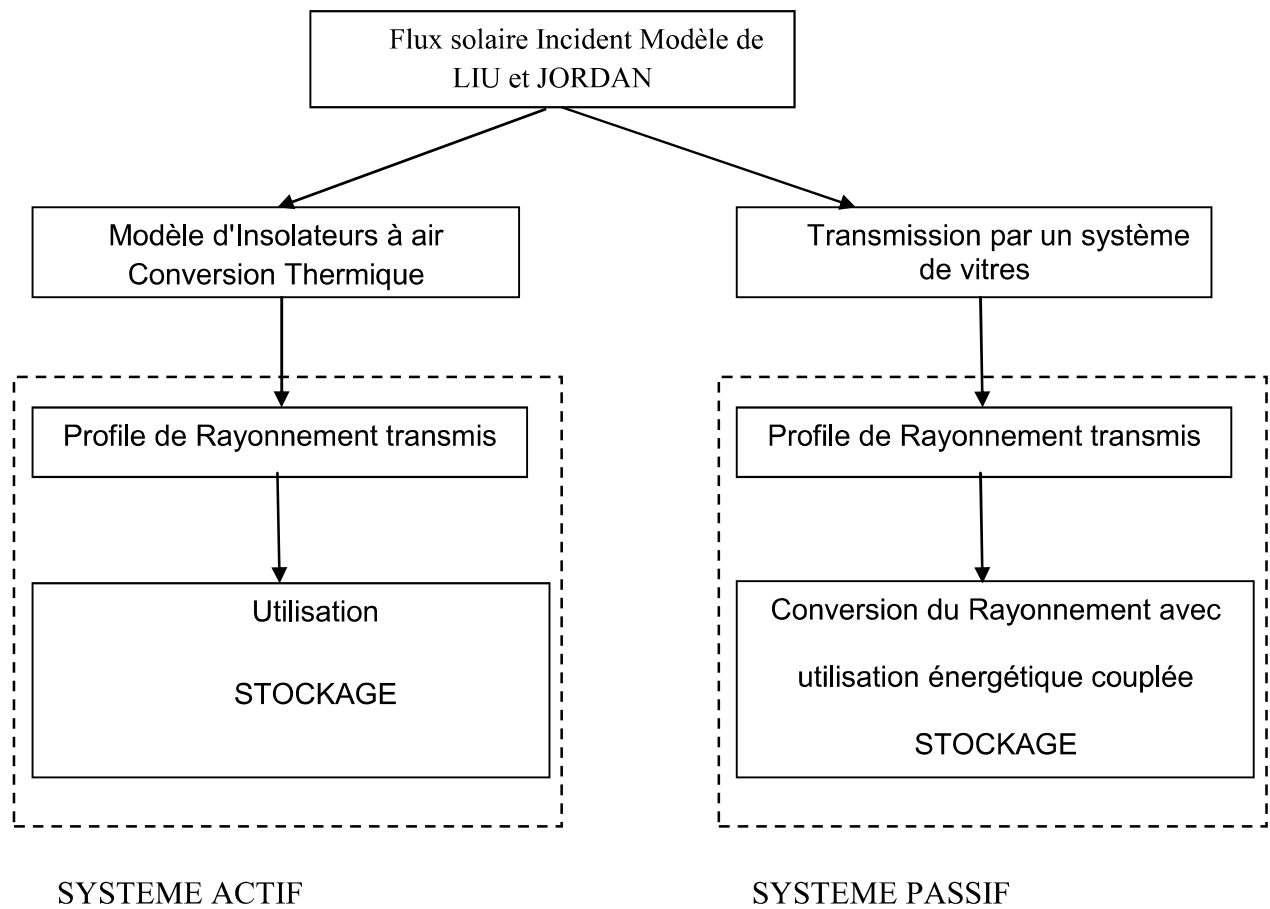 Flux solaire Incident Modèle de
LIU et JORDAN
Modèle d'Insolateurs à air
Conversion Thermique
Transmission par un système
de vitres
Profile de Rayonnement transmis
Profile de Rayonnement transmis
Utilisation
STOCKAGE
Conversion du Rayonnement avec
utilisation énergétique couplée
STOCKAGE
SYSTEME ACTIF
SYSTEME PASSIF